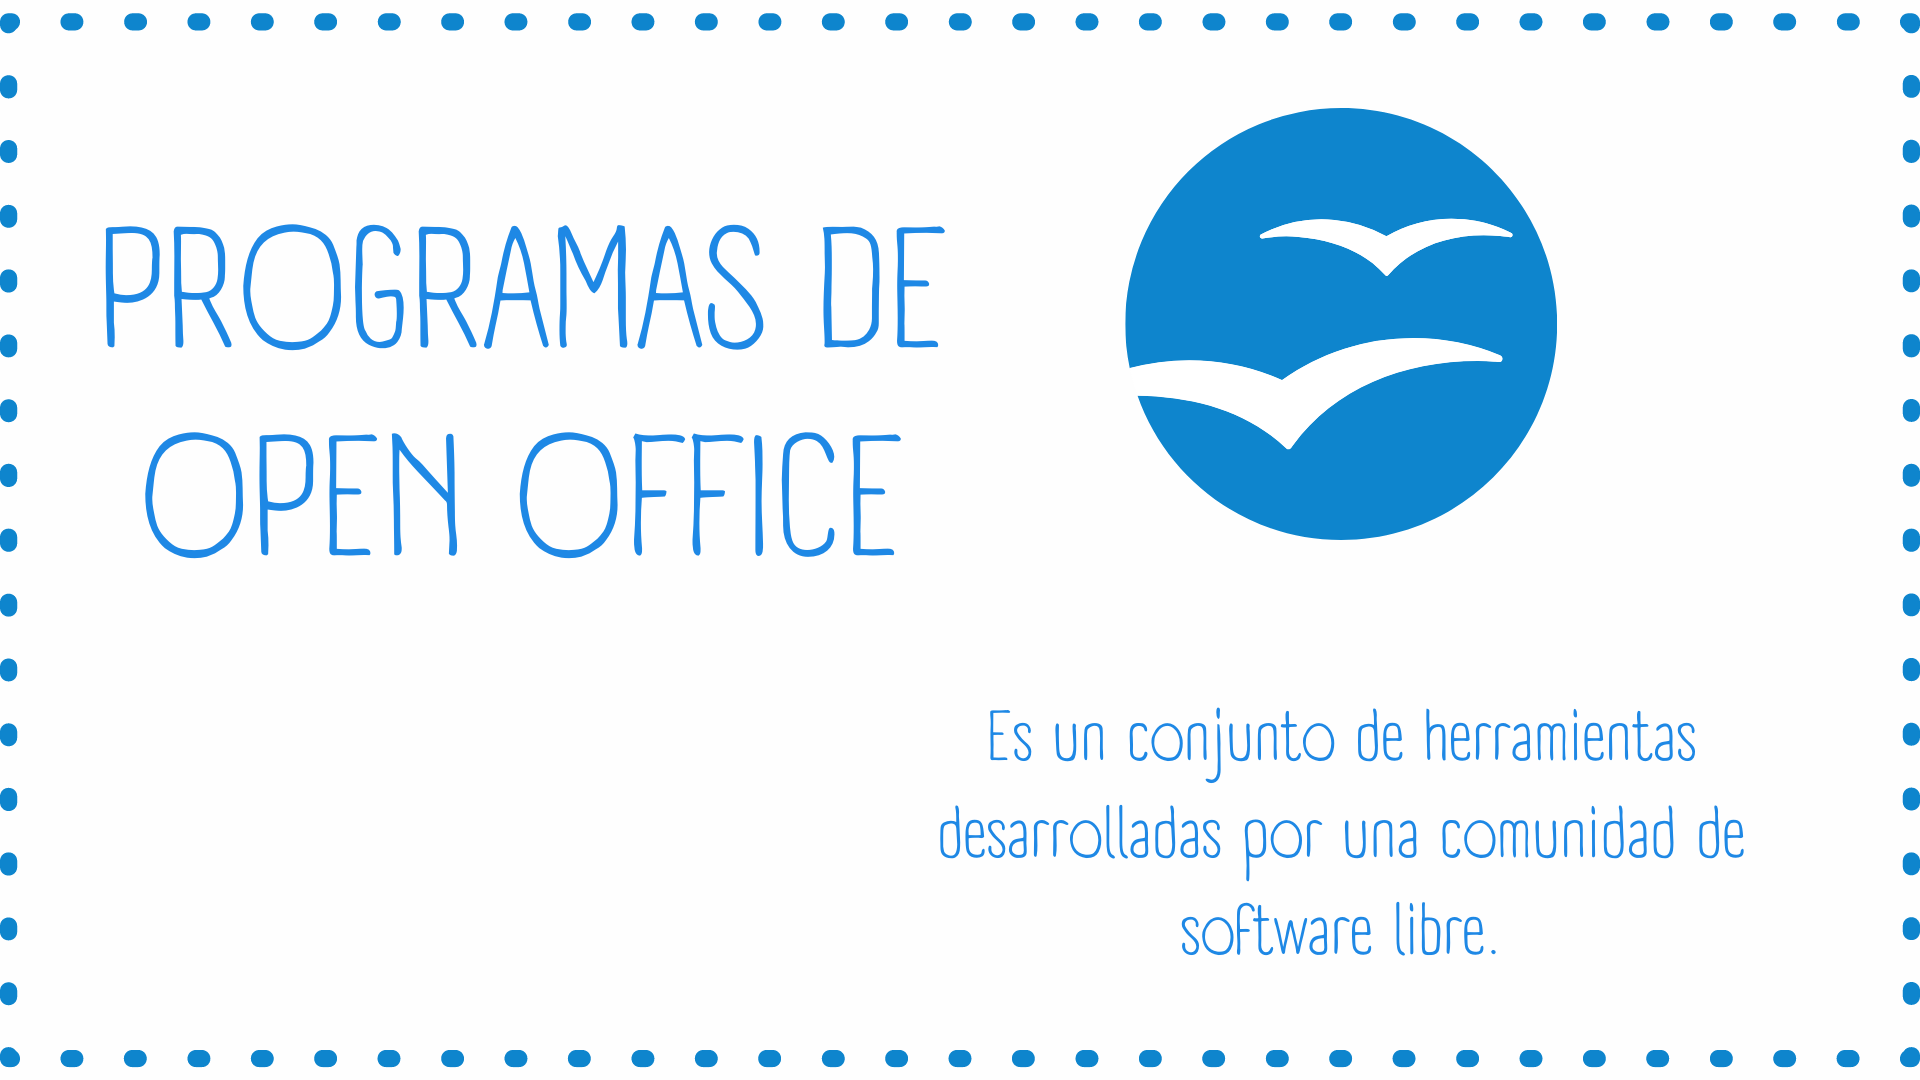 PROGRAMAS DE
OPEN OFFICE
Es un conjunto de herramientas
desarrolladas por una comunidad de
software libre.